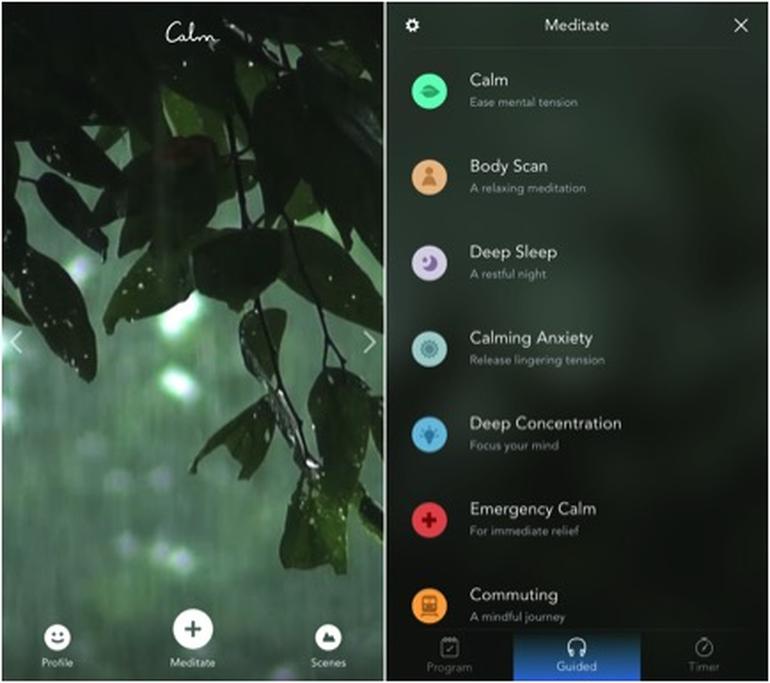 Calm
Profile
Meditate
Scenes
Meditate
Calm
Ease mental tension
Body Scan
A relaxing meditation
Deep Sleep
A restful night
Calming Anxiety
Release lingering tension
Deep Concentration
Focus your mind
Emergency Calm
For immediate relief
Commuting
A mindful journey
Program
Guided
Timer